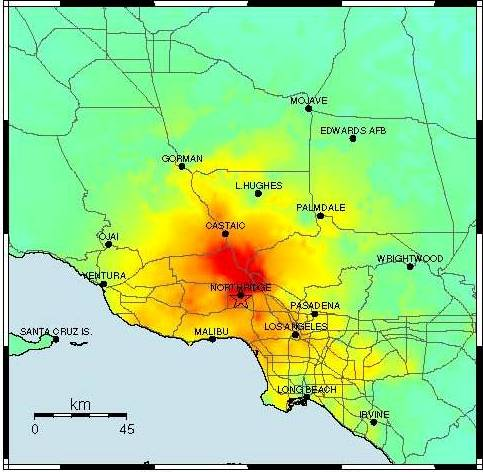 MOJAVE
EDWARDS AFB
GORMAN
L.HUGHES
PALMDALE
CASTAIC
OJAI
WRIGHTWOOD
VENTURA
NORTHRIDGE
PASADENA
SANTA CRUZ IS.
MALIBU
LOS ANGELES
LONG BEACH
IRVINE
km
0 45